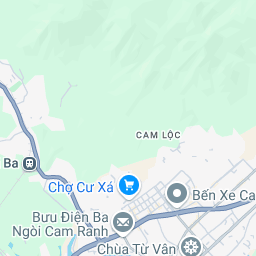 CAM LỘC
Ba
Chợ Cư Xá
Bến Xe Ca
Bưu Điện Ba
Ngòi Cam Ranh
Chùa Từ Vân